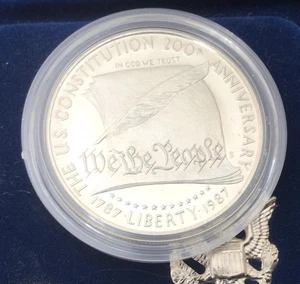 THE U.S. CONSTITUTION 200TH ANNIVERSARY
IN GOD WE TRUST
We the People
S
1787 · LIBERTY · 1987